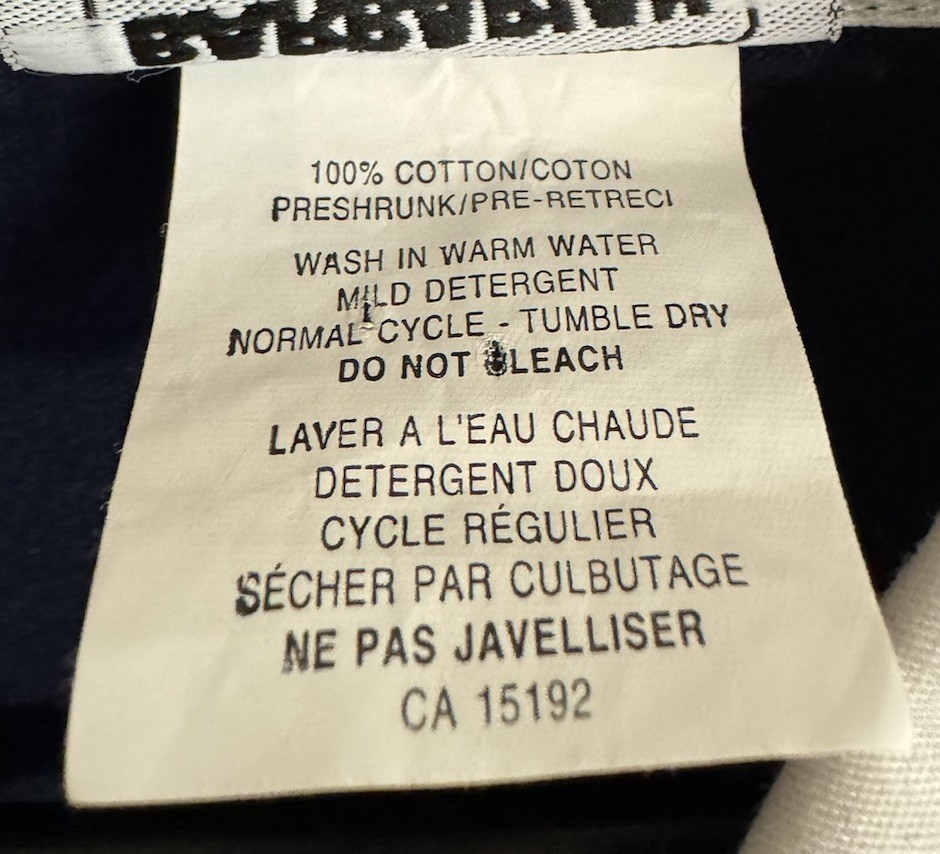 100% COTTON/COTON
PRESHRUNK/PRE-RETRECI
WASH IN WARM WATER
MILD DETERGENT
NORMAL CYCLE - TUMBLE DRY
DO NOT BLEACH
LAVER A L'EAU CHAUDE
DETERGENT DOUX
CYCLE RÉGULIER
SÉCHER PAR CULBUTAGE
NE PAS JAVELLISER
CA 15192